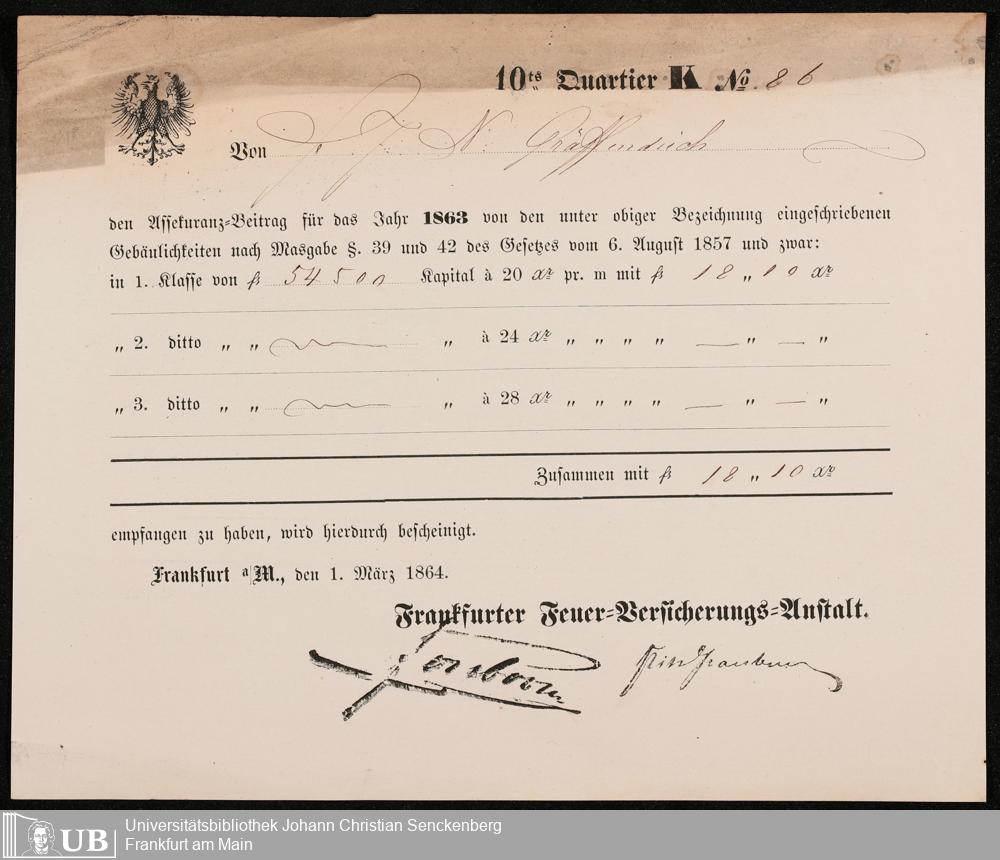 10ts Quartier K No. 86
Von J. J. N.
den Assekuranz-Beitrag für das Jahr 1863 von den unter obiger Bezeichnung eingeschriebenen
Gebäulichkeiten nach Masgabe §. 39 und 42 des Gesetzes vom 6. August 1857 und zwar:
in 1. Klasse von fl 54500 Kapital à 20 xr pr. m mit fl 18 „ 10 xr
„ 2. ditto „ „ „ à 24 xr „ „ „ „ — „ — „
„ 3. ditto „ „ „ à 28 xr „ „ „ „ — „ — „
Zusammen mit fl 18 „ 10 xr
empfangen zu haben, wird hierdurch bescheinigt.
Frankfurt a/M., den 1. März 1864.
Frankfurter Feuer-Versicherungs-Anstalt.
UB
Universitätsbibliothek Johann Christian Senckenberg
Frankfurt am Main